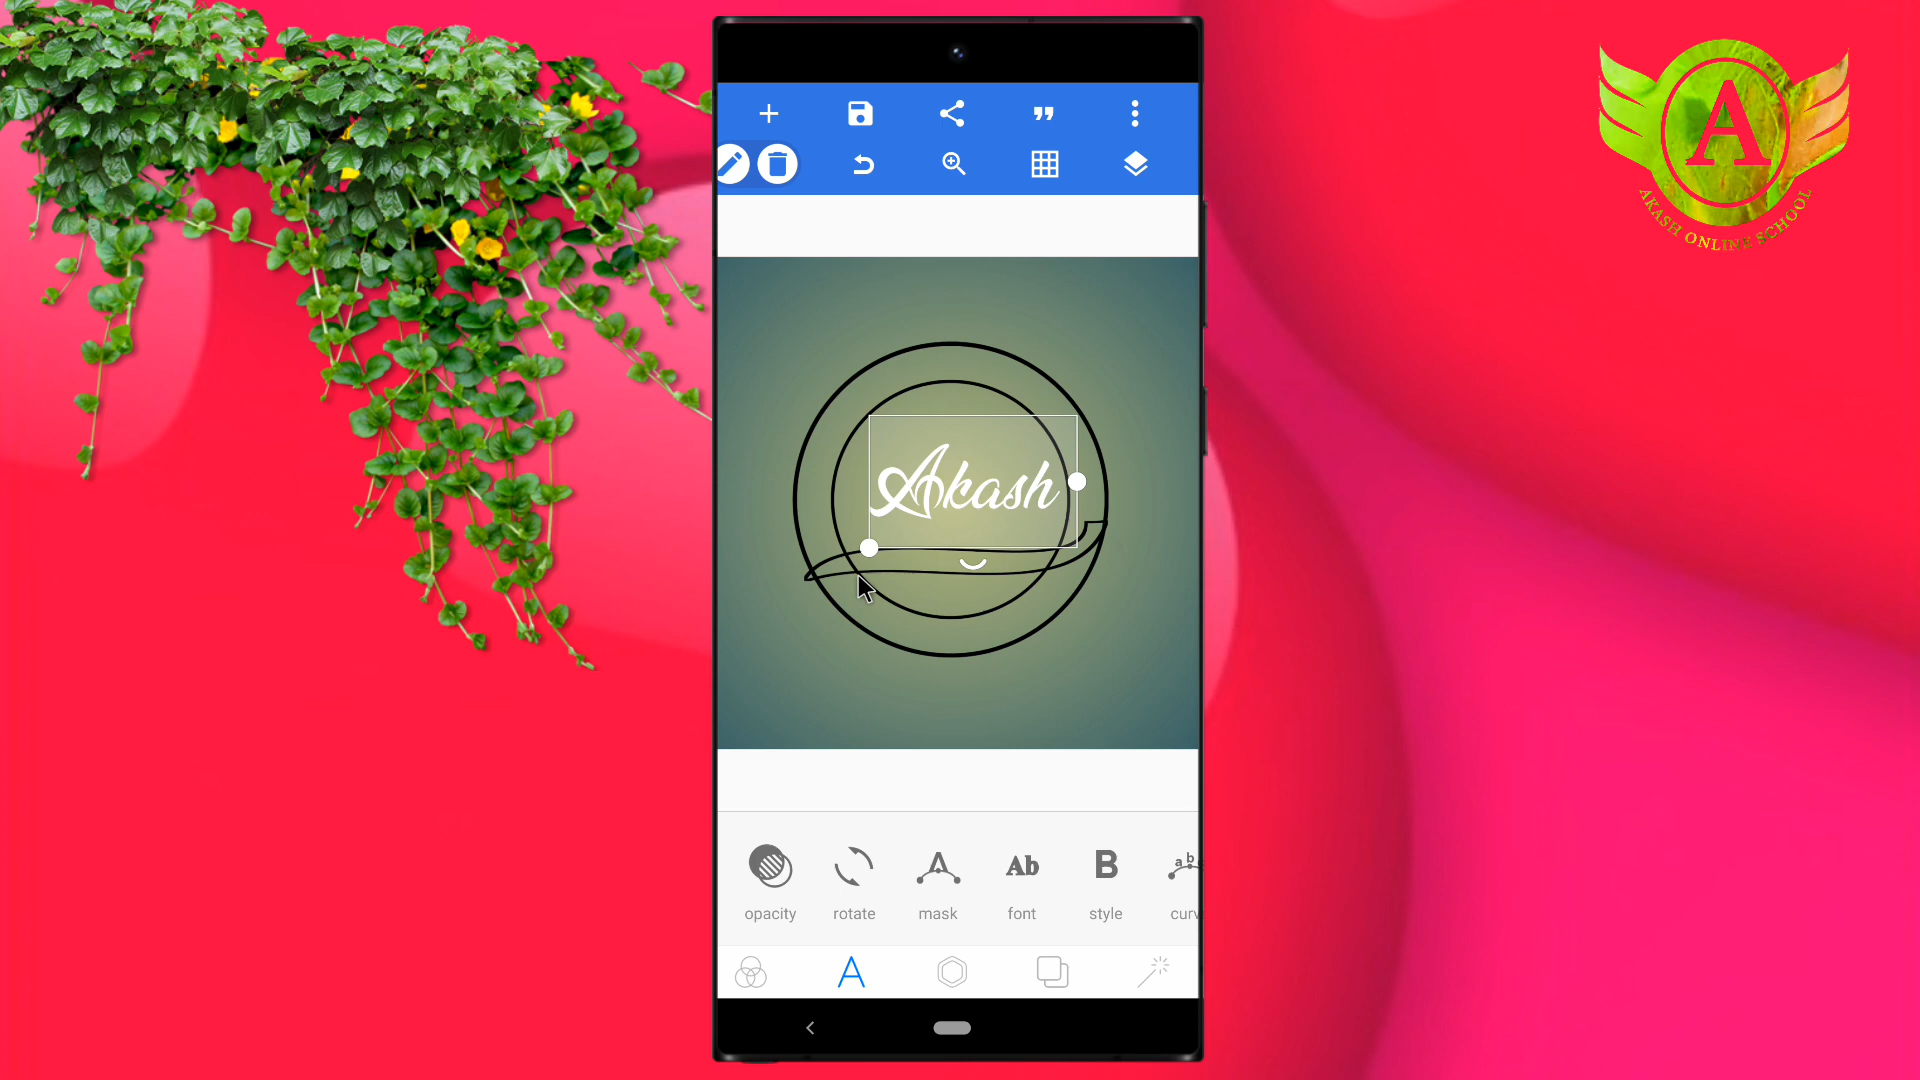 A
AKASH ONLINE SCHOOL
Akash
opacity
rotate
mask
Ab
font
B
style
a b
curv
A